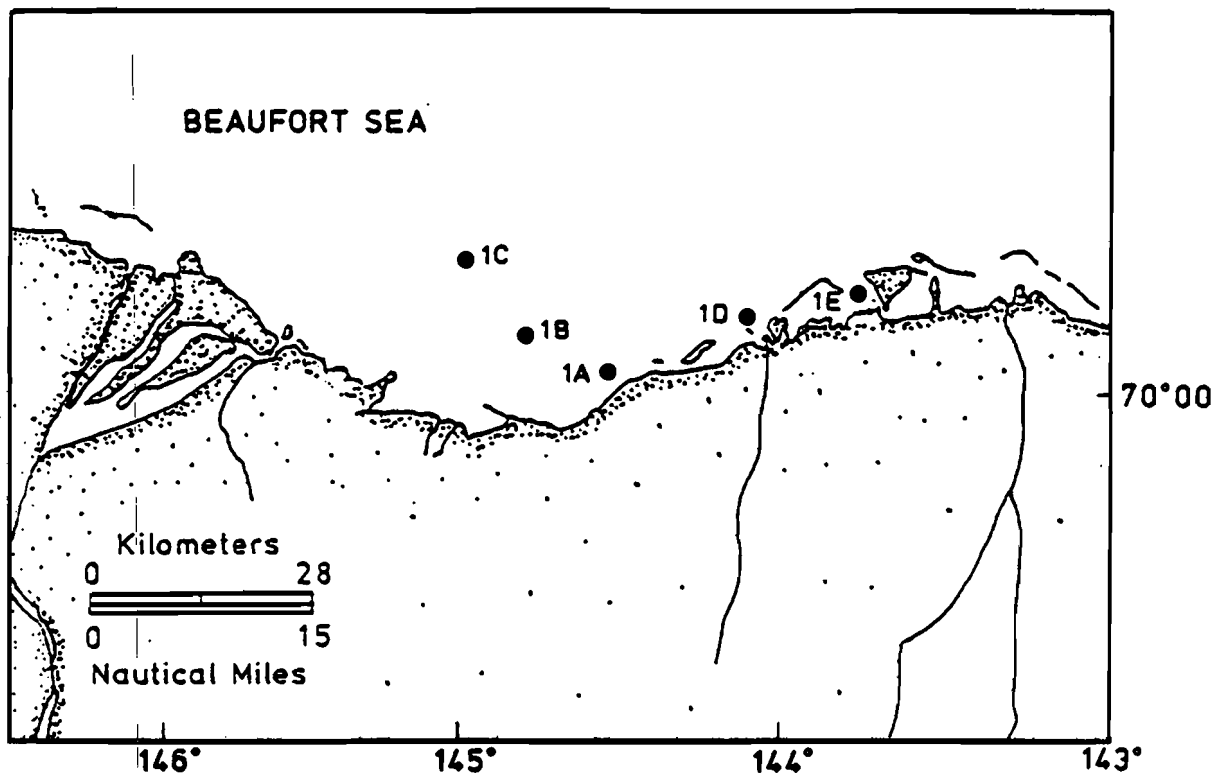 BEAUFORT SEA
1C
1B
1A
1D
1E
70°00
Kilometers
0 28
0 15
Nautical Miles
146° 145° 144° 143°